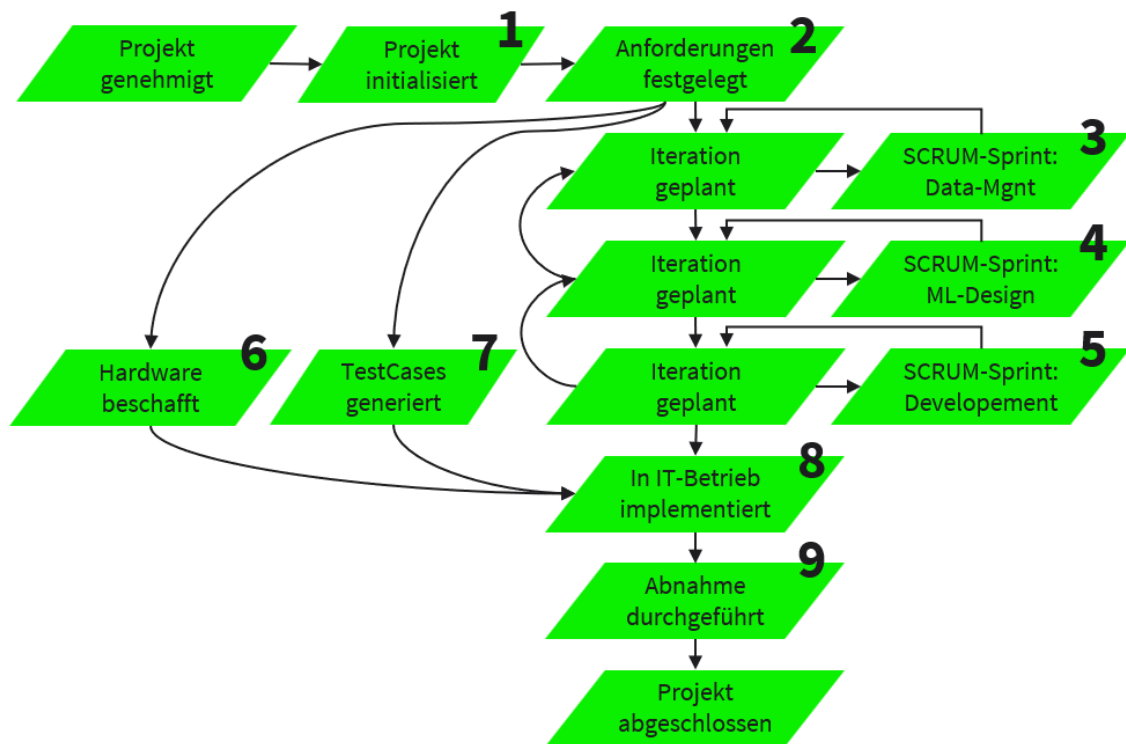 Projekt
genehmigt
1
Projekt
initialisiert
2
Anforderungen
festgelegt
Iteration
geplant
3
SCRUM-Sprint:
Data-Mgnt
Iteration
geplant
4
SCRUM-Sprint:
ML-Design
6
Hardware
beschafft
7
TestCases
generiert
Iteration
geplant
5
SCRUM-Sprint:
Developement
8
In IT-Betrieb
implementiert
9
Abnahme
durchgeführt
Projekt
abgeschlossen